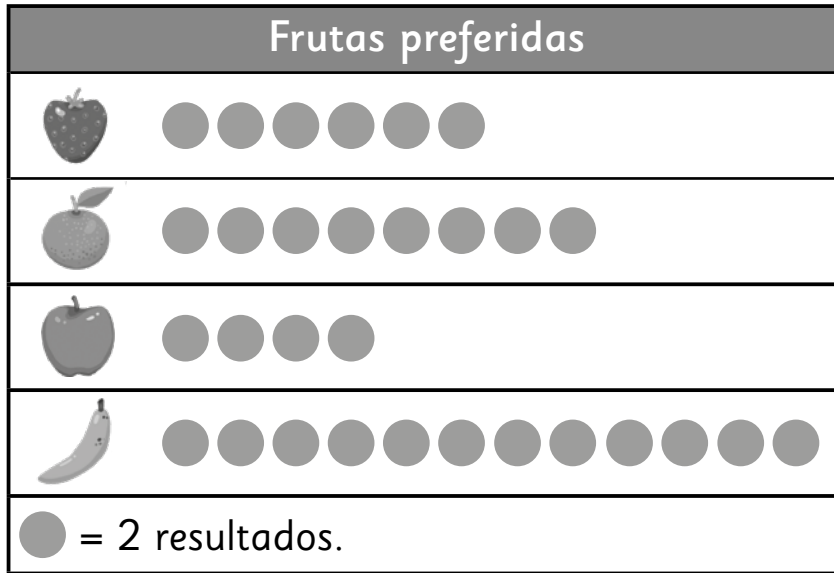 Frutas preferidas
= 2 resultados.